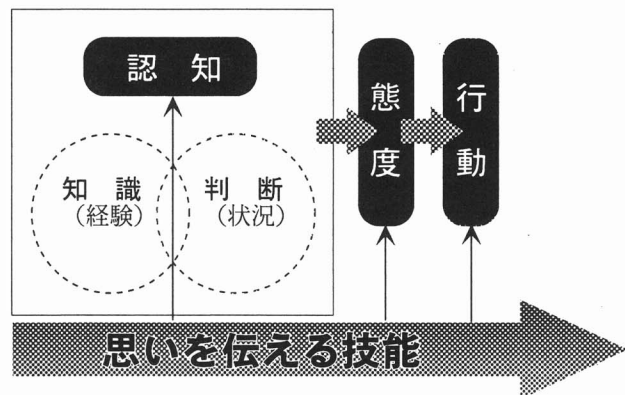 認 知
知 識
(経験)
判 断
(状況)
態度
行動
思いを伝える技能